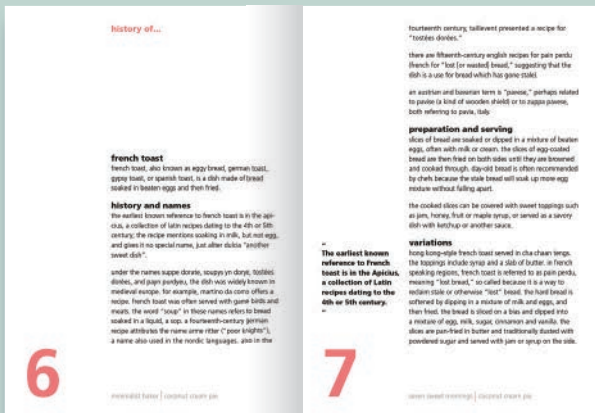 history of...
french toast
french toast, also known as eggy bread, german toast,
gypsy toast, or spanish toast, is a dish made of bread
soaked in beaten eggs and then fried.
history and names
the earliest known reference to french toast is in the api-
cius, a collection of latin recipes dating to the 4th or 5th
century; the recipe mentions soaking in milk, but not egg,
and gives it no special name, just aliter dulcia "another
sweet dish".
under the names suppe dorate, soupys yn dorye, tostées
dorées, and payn purdyeu, the dish was widely known in
medieval europe. for example, martino da como offers a
recipe. french toast was often served with game birds and
meats. the word "soup" in these names refers to bread
soaked in a liquid, a sop. a fourteenth-century german
recipe attributes the name arme ritter ("poor knights"),
a name also used in the nordic languages. also in the
6
minimalist baker | coconut cream pie
fourteenth century, taillevent presented a recipe for
"tostées dorées."
there are fifteenth-century english recipes for pain perdu
(french for "lost [or wasted] bread," suggesting that the
dish is a use for bread which has gone stale)
an austrian and bavarian term is "pavese," perhaps related
to pavise (a kind of wooden shield) or to zuppa pavese,
both referring to pavia, italy.
preparation and serving
slices of bread are soaked or dipped in a mixture of beaten
eggs, often with milk or cream. the slices of egg-coated
bread are then fried on both sides until they are browned
and cooked through. day-old bread is often recommended
by chefs because the stale bread will soak up more egg
mixture without falling apart.
the cooked slices can be covered with sweet toppings such
as jam, honey, fruit or maple syrup, or served as a savory
dish with ketchup or another sauce.
variations
hong kong-style french toast served in cha chaan tengs.
the toppings include syrup and a slab of butter. in french
speaking regions, french toast is referred to as pain perdu,
meaning "lost bread," so called because it is a way to
reclaim stale or otherwise "lost" bread. the hard bread is
softened by dipping in a mixture of milk and eggs, and
then fried. the bread is sliced on a bias and dipped into
a mixture of egg, milk, sugar, cinnamon and vanilla. the
slices are pan-fried in butter and traditionally dusted with
powdered sugar and served with jam or syrup on the side.
–
The earliest known
reference to French
toast is in the Apicius,
a collection of Latin
recipes dating to the
4th or 5th century.
–
7
seven sweet mornings | coconut cream pie